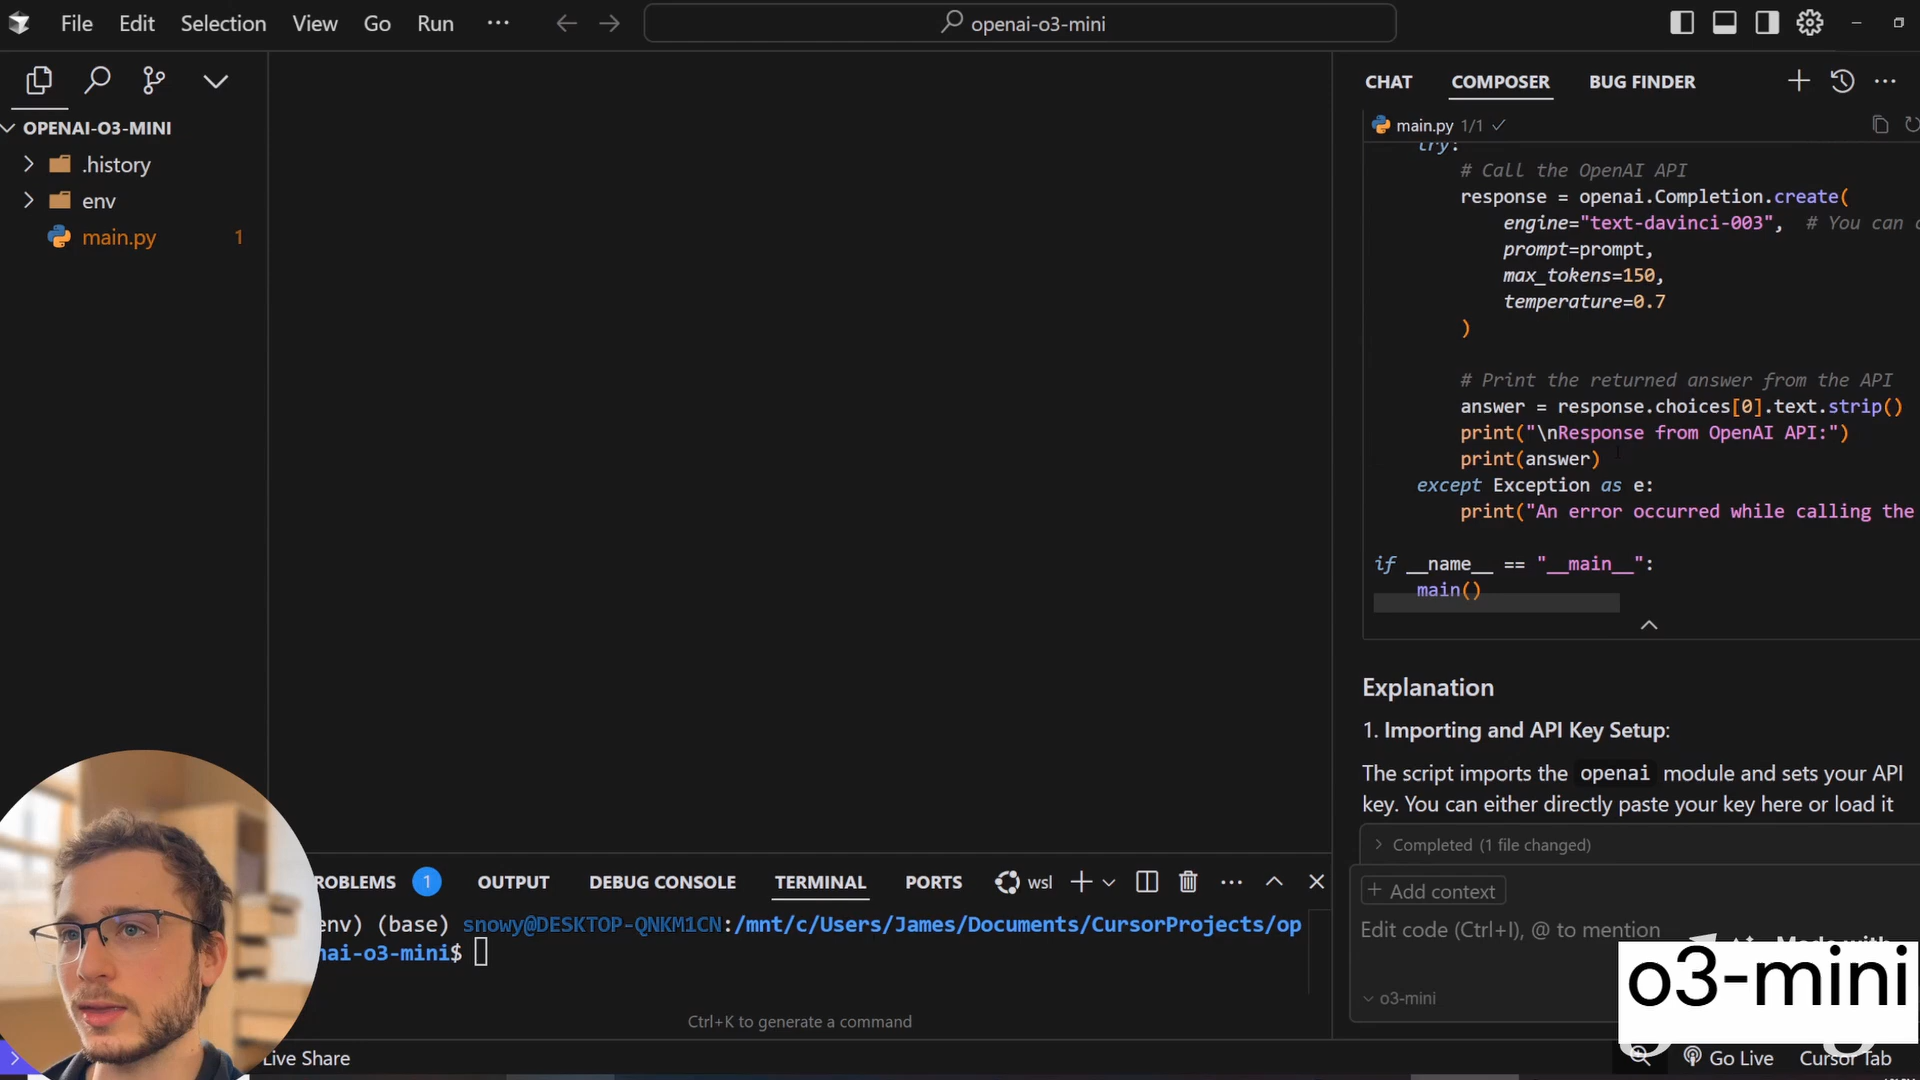 File Edit Selection View Go Run ···
openai-o3-mini
OPENAI-O3-MINI
.history
env
main.py 1
CHAT COMPOSER BUG FINDER
main.py 1/1
try:
# Call the OpenAI API
response = openai.Completion.create(
engine="text-davinci-003", # You can
prompt=prompt,
max_tokens=150,
temperature=0.7
)
# Print the returned answer from the API
answer = response.choices[0].text.strip()
print("\nResponse from OpenAI API:")
print(answer)
except Exception as e:
print("An error occurred while calling the
if __name__ == "__main__":
main()
Explanation
1. Importing and API Key Setup:
The script imports the openai module and sets your API
key. You can either directly paste your key here or load it
Completed (1 file changed)
+ Add context
Edit code (Ctrl+I), @ to mention
o3-mini
o3-mini
ROBLEMS 1 OUTPUT DEBUG CONSOLE TERMINAL PORTS wsl
env) (base) snowy@DESKTOP-QNKM1CN:/mnt/c/Users/James/Documents/CursorProjects/op
nai-o3-mini$
Ctrl+K to generate a command
Live Share
Go Live Cursor Tab